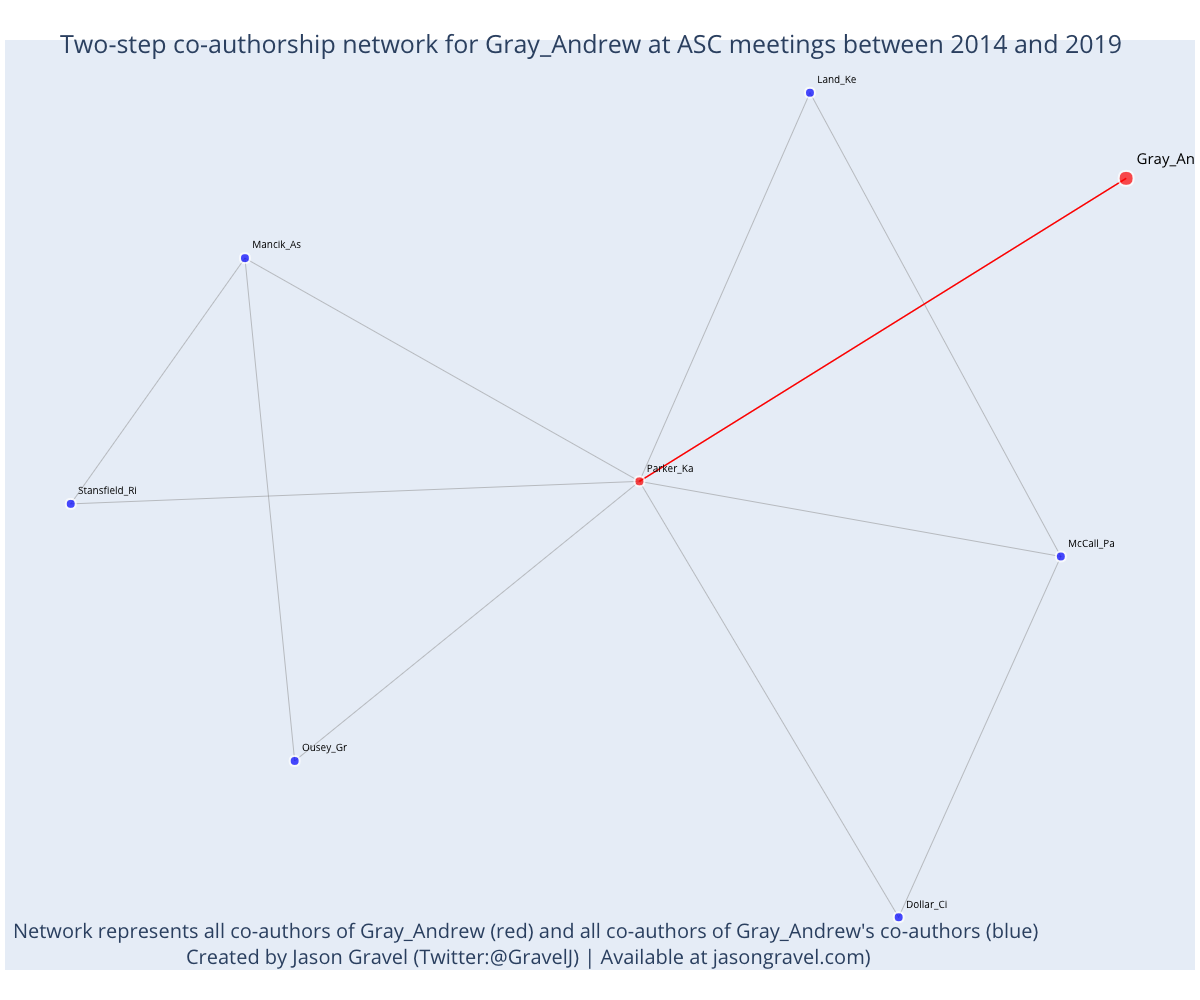 Two-step co-authorship network for Gray_Andrew at ASC meetings between 2014 and 2019
Land_Ke
Gray_An
Mancik_As
Parker_Ka
Stansfield_Ri
McCall_Pa
Ousey_Gr
Dollar_Ci
Network represents all co-authors of Gray_Andrew (red) and all co-authors of Gray_Andrew's co-authors (blue)
Created by Jason Gravel (Twitter:@GravelJ) | Available at jasongravel.com)